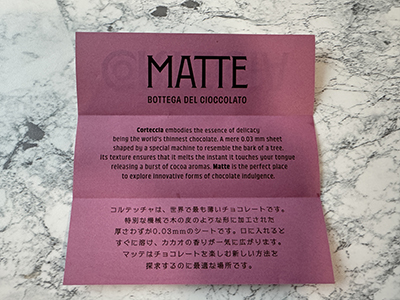 MATTE
BOTTEGA DEL CIOCCOLATO
Corteccia embodies the essence of delicacy
being the world's thinnest chocolate. A mere 0.03 mm sheet
shaped by a special machine to resemble the bark of a tree.
Its texture ensures that it melts the instant it touches your tongue
releasing a burst of cocoa aromas. Matte is the perfect place
to explore innovative forms of chocolate indulgence.
コルテッチャは、世界で最も薄いチョコレートです。
特別な機械で木の皮のような形に加工された
厚さわずか0.03mmのシートです。口に入れると
すぐに溶け、カカオの香りが一気に広がります。
マッテはチョコレートを楽しむ新しい方法を
探求するのに最適な場所です。